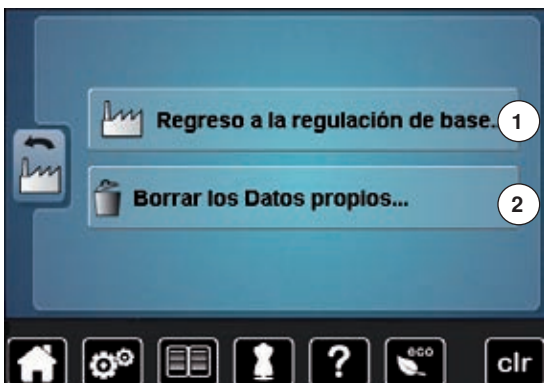 Regreso a la regulación de base...
1
Borrar los Datos propios...
2
?
eco
clr